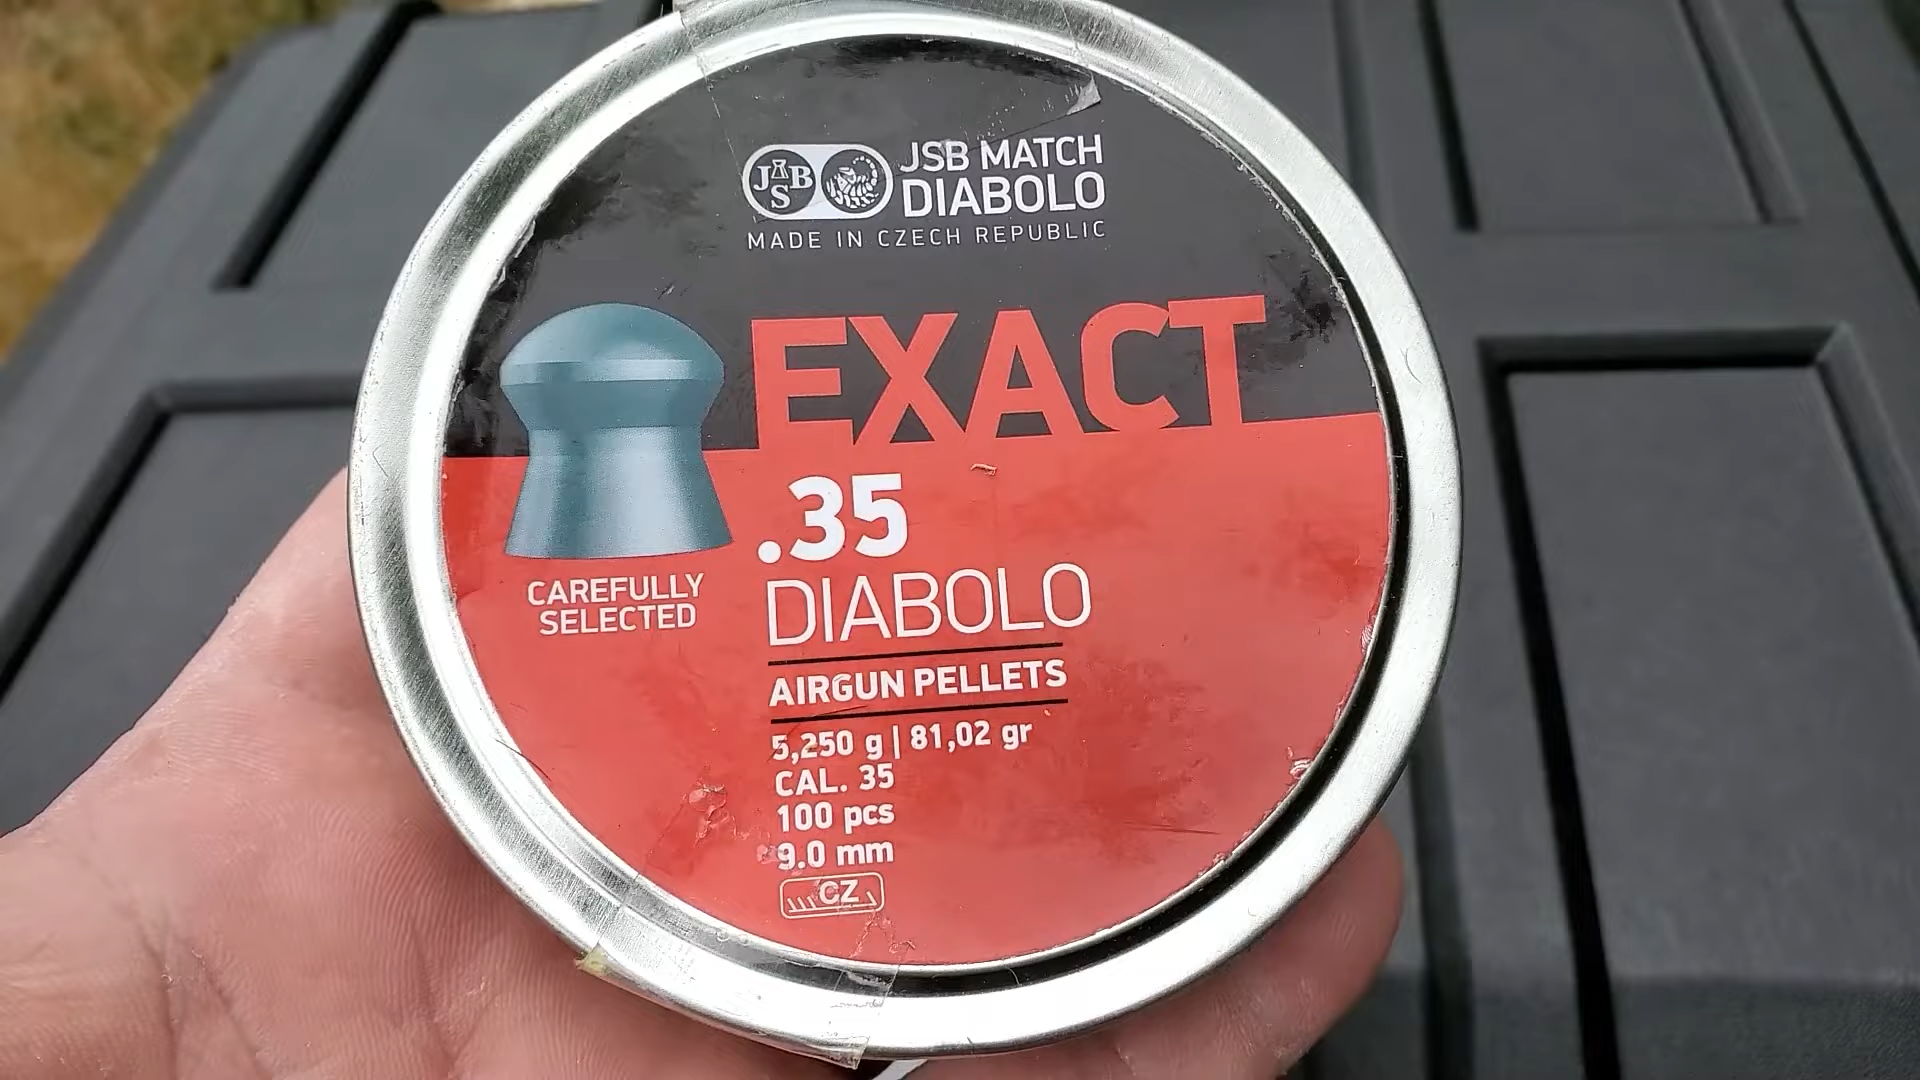 JSB
JSB MATCH
DIABOLO
MADE IN CZECH REPUBLIC
EXACT
.35
DIABOLO
CAREFULLY
SELECTED
AIRGUN PELLETS
5,250 g | 81,02 gr
CAL. 35
100 pcs
9.0 mm
CZ